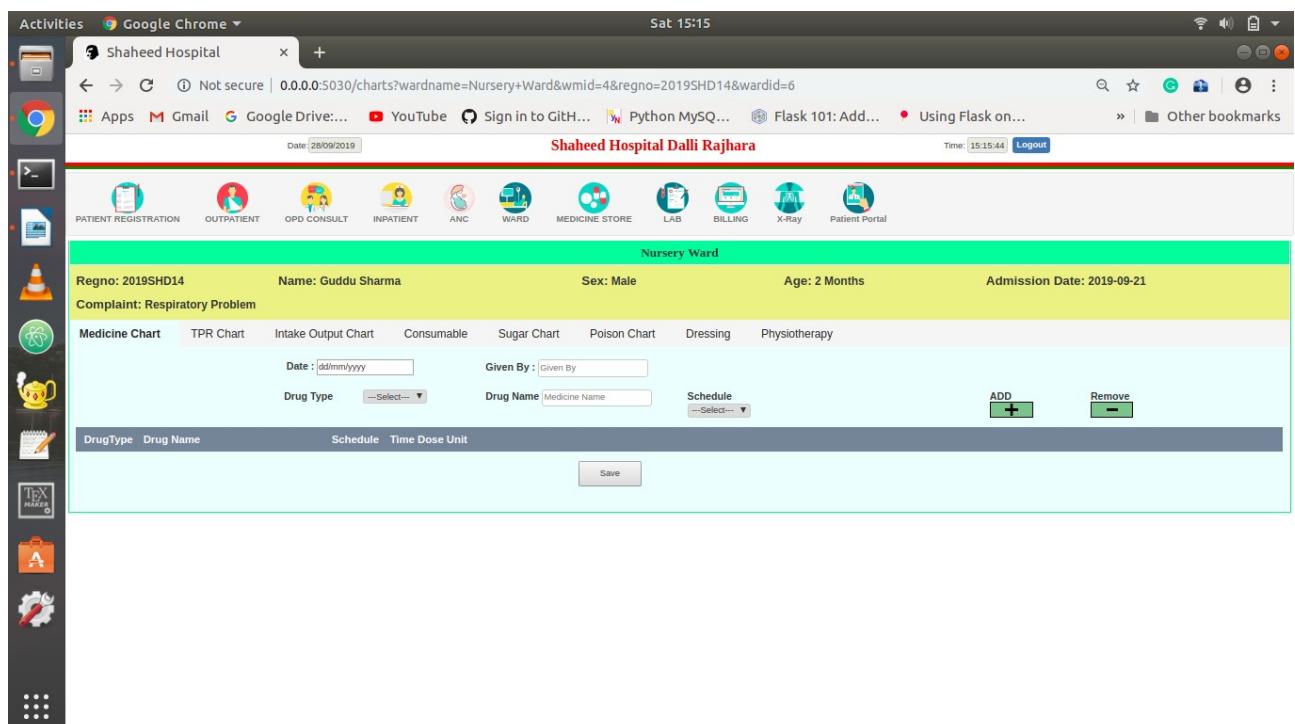 Activities Google Chrome Sat 15:15
Shaheed Hospital × +
Not secure 0.0.0.0:5030/charts?wardname=Nursery+Ward&wmid=4&regno=2019SHD14&wardid=6
Apps Gmail Google Drive:... YouTube Sign in to GitH... Python MySQ... Flask 101: Add... Using Flask on... » Other bookmarks
Date: 28/09/2019 Shaheed Hospital Dalli Rajhara Time: 15:15:44 Logout
PATIENT REGISTRATION OUTPATIENT OPD CONSULT INPATIENT ANC WARD MEDICINE STORE LAB BILLING X-Ray Patient Portal
Nursery Ward
Regno: 2019SHD14 Name: Guddu Sharma Sex: Male Age: 2 Months Admission Date: 2019-09-21
Complaint: Respiratory Problem
Medicine Chart TPR Chart Intake Output Chart Consumable Sugar Chart Poison Chart Dressing Physiotherapy
Date : dd/mm/yyyy Given By : Given By
Drug Type ---Select--- Drug Name Medicine Name Schedule ---Select--- ADD Remove
DrugType Drug Name Schedule Time Dose Unit
Save
TEX MAKER